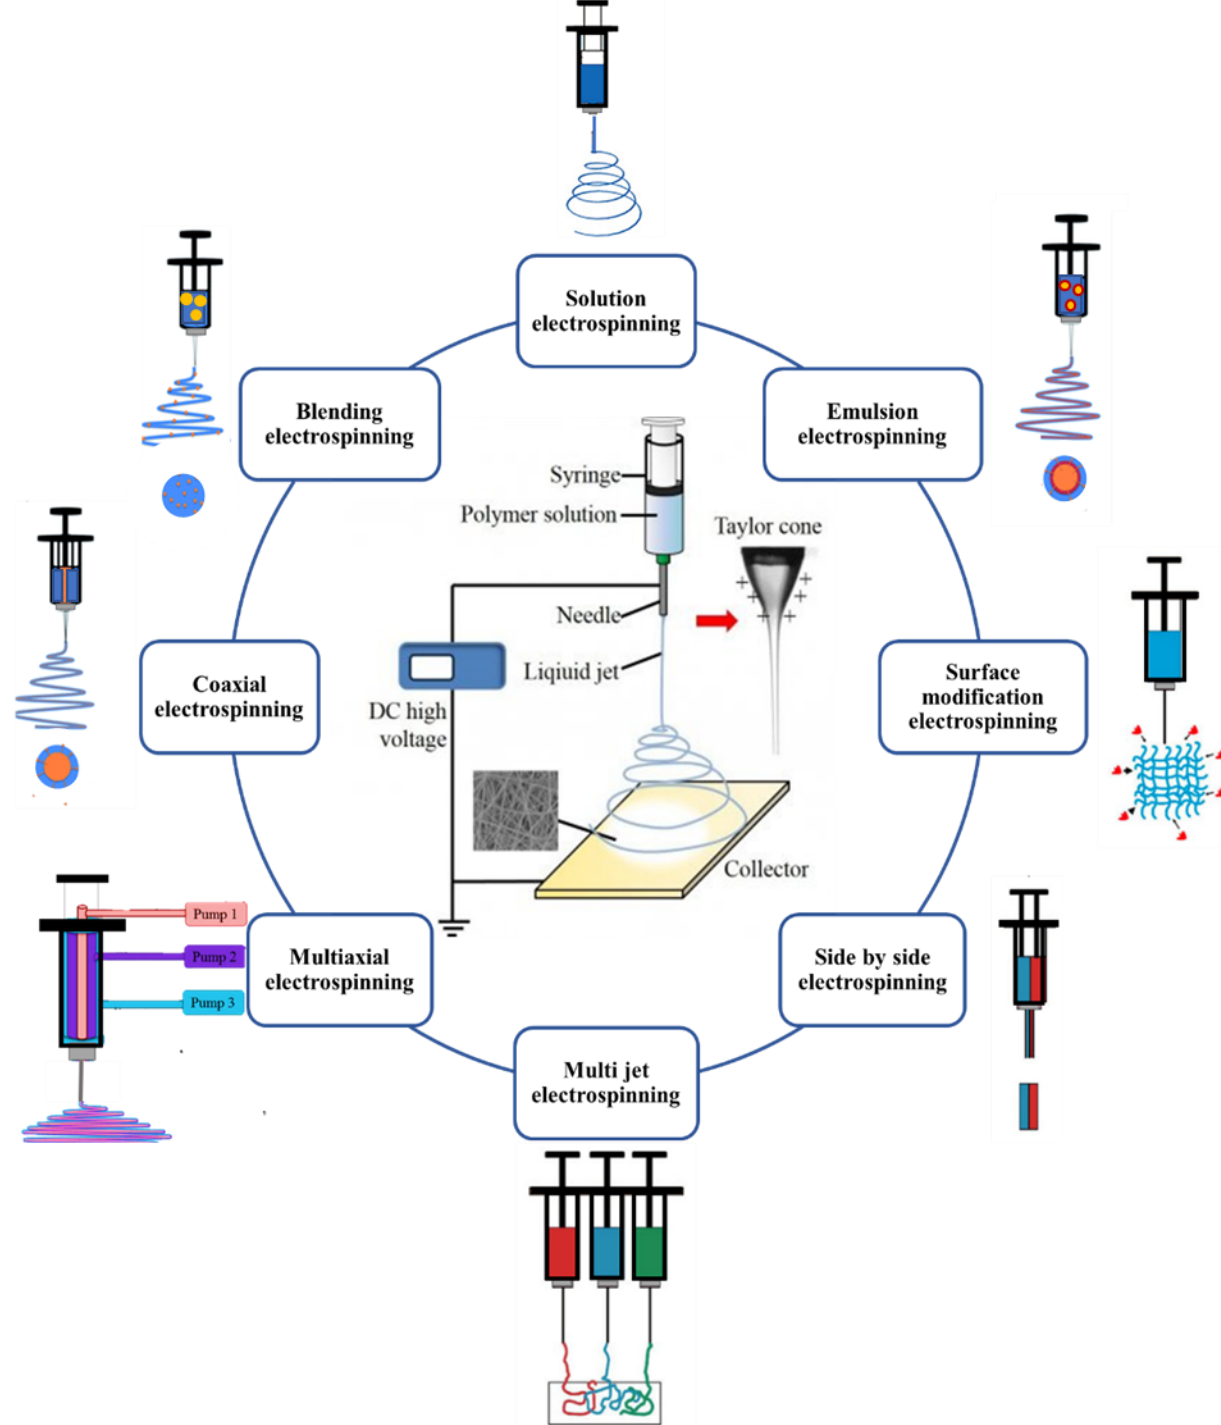 Solution
electrospinning
Blending
electrospinning
Emulsion
electrospinning
Syringe
Polymer solution
Taylor cone
Needle
Liqiuid jet
DC high
voltage
Collector
Coaxial
electrospinning
Surface
modification
electrospinning
Pump 1
Pump 2
Pump 3
Multiaxial
electrospinning
Side by side
electrospinning
Multi jet
electrospinning